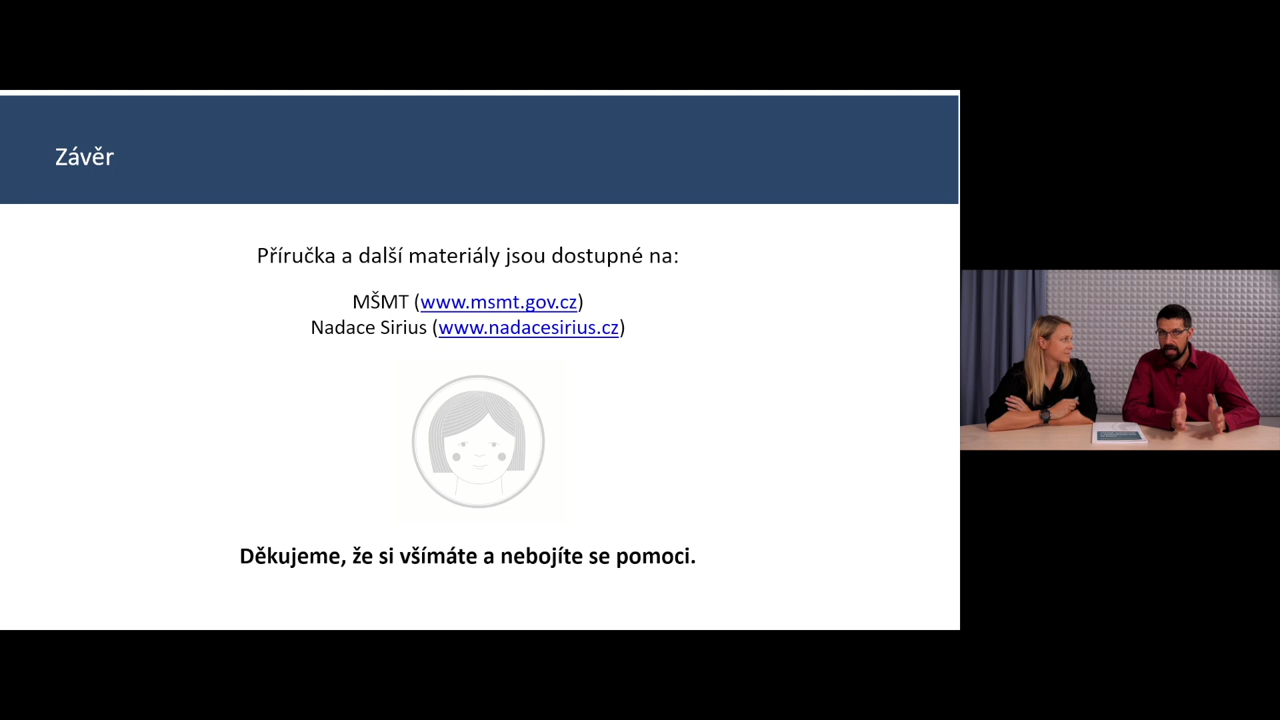 Závěr
Příručka a další materiály jsou dostupné na:
MŠMT (www.msmt.gov.cz)
Nadace Sirius (www.nadacesirius.cz)
Děkujeme, že si všímáte a nebojíte se pomoci.